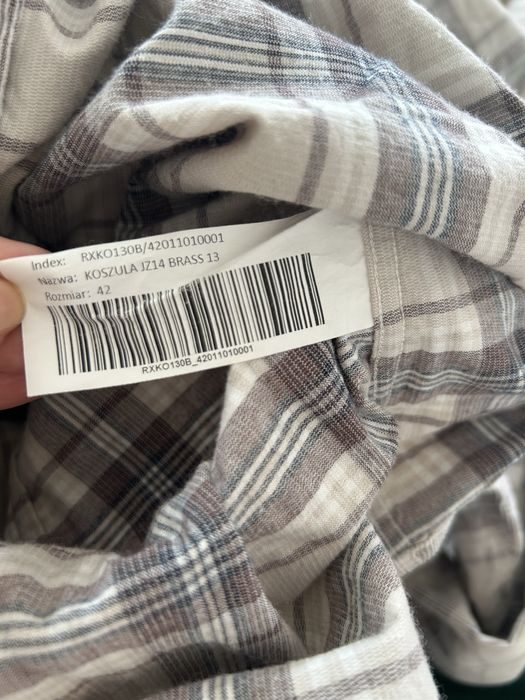 Index: RXKO130B/42011010001
Nazwa: KOSZULA JZ14 BRASS 13
Rozmiar: 42
RXKO130B_42011010001